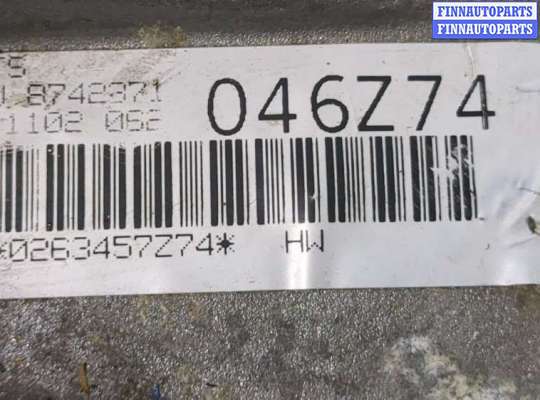 FINNAUTOPARTS
FINNAUTOPARTS
8742371
1102 062
046Z74
*0263457Z74*
HW